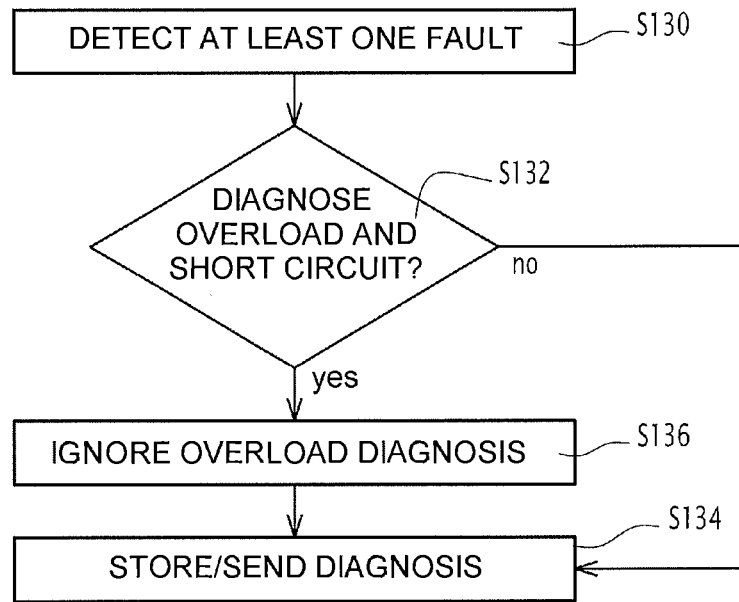 DETECT AT LEAST ONE FAULT
S130
DIAGNOSE
OVERLOAD AND
SHORT CIRCUIT?
S132
no
yes
IGNORE OVERLOAD DIAGNOSIS
S136
STORE/SEND DIAGNOSIS
S134